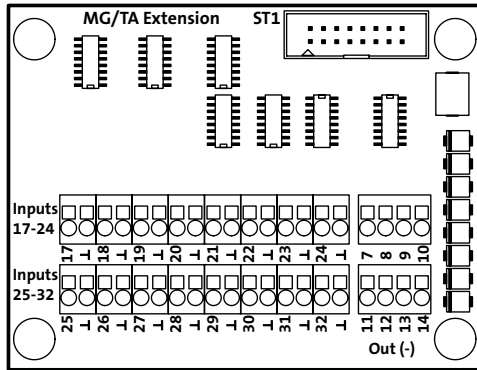 MG/TA Extension ST1
Inputs
17-24
17 ⊥ 18 ⊥ 19 ⊥ 20 ⊥ 21 ⊥ 22 ⊥ 23 ⊥ 24 ⊥ 7 8 9 10
Inputs
25-32
25 ⊥ 26 ⊥ 27 ⊥ 28 ⊥ 29 ⊥ 30 ⊥ 31 ⊥ 32 ⊥ 11 12 13 14
Out (-)